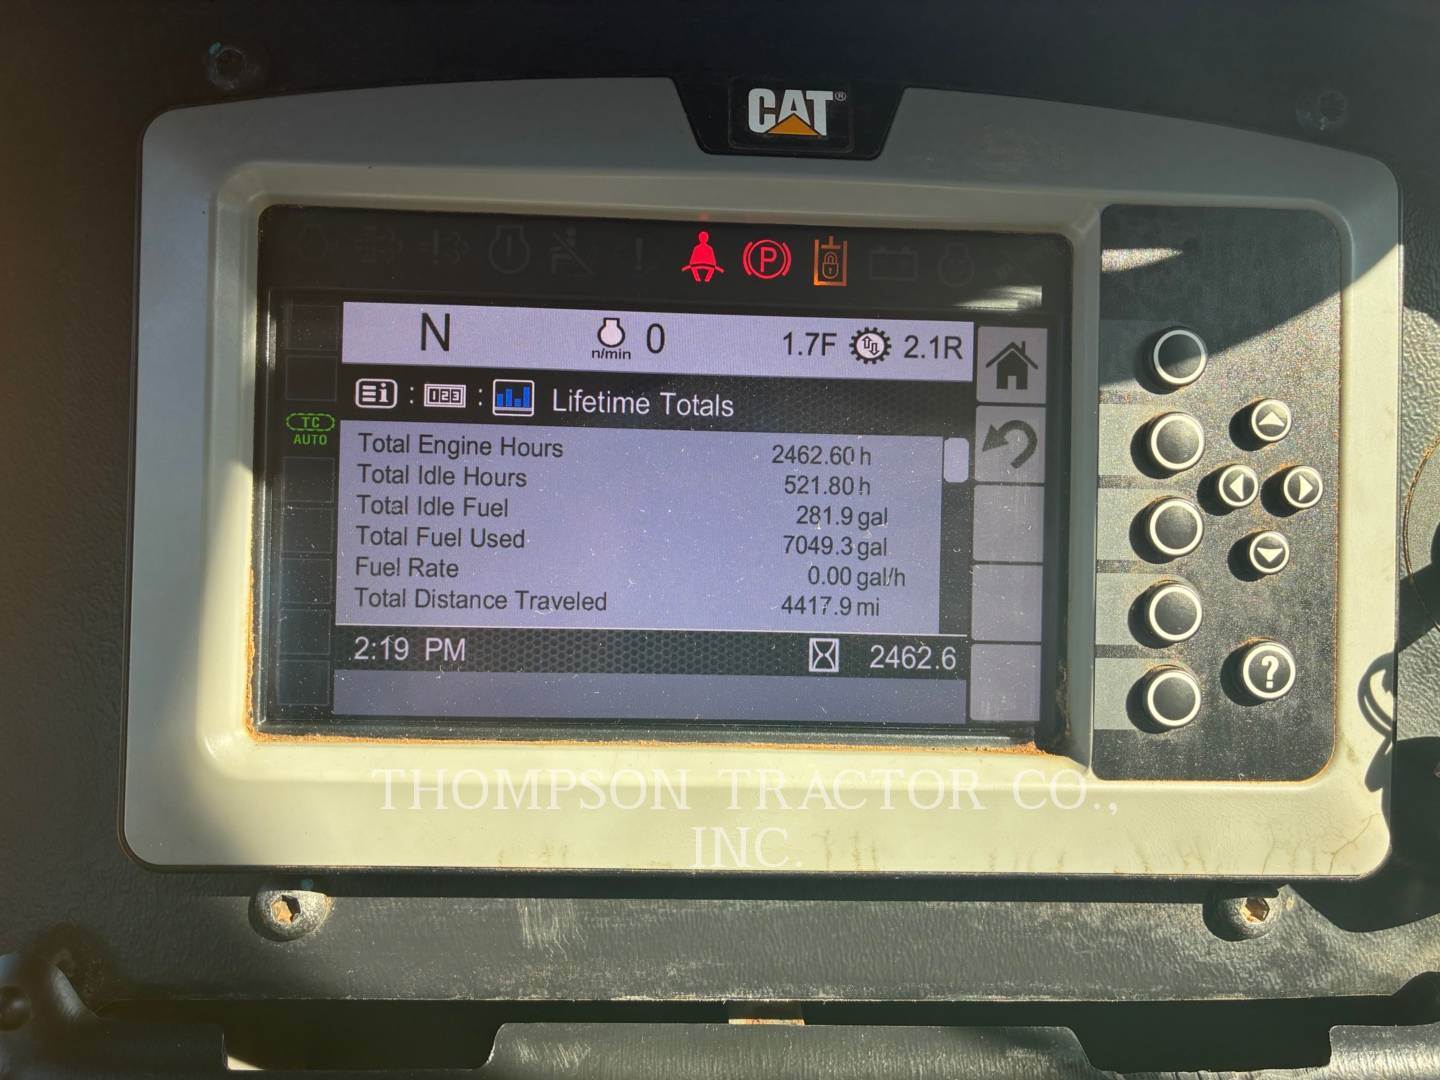 CAT®
P
N n/min 0 1.7F 2.1R
i : 123 : Lifetime Totals
TC
AUTO
Total Engine Hours 2462.60 h
Total Idle Hours 521.80 h
Total Idle Fuel 281.9 gal
Total Fuel Used 7049.3 gal
Fuel Rate 0.00 gal/h
Total Distance Traveled 4417.9 mi
2:19 PM 2462.6
?
THOMPSON TRACTOR CO.,
INC.